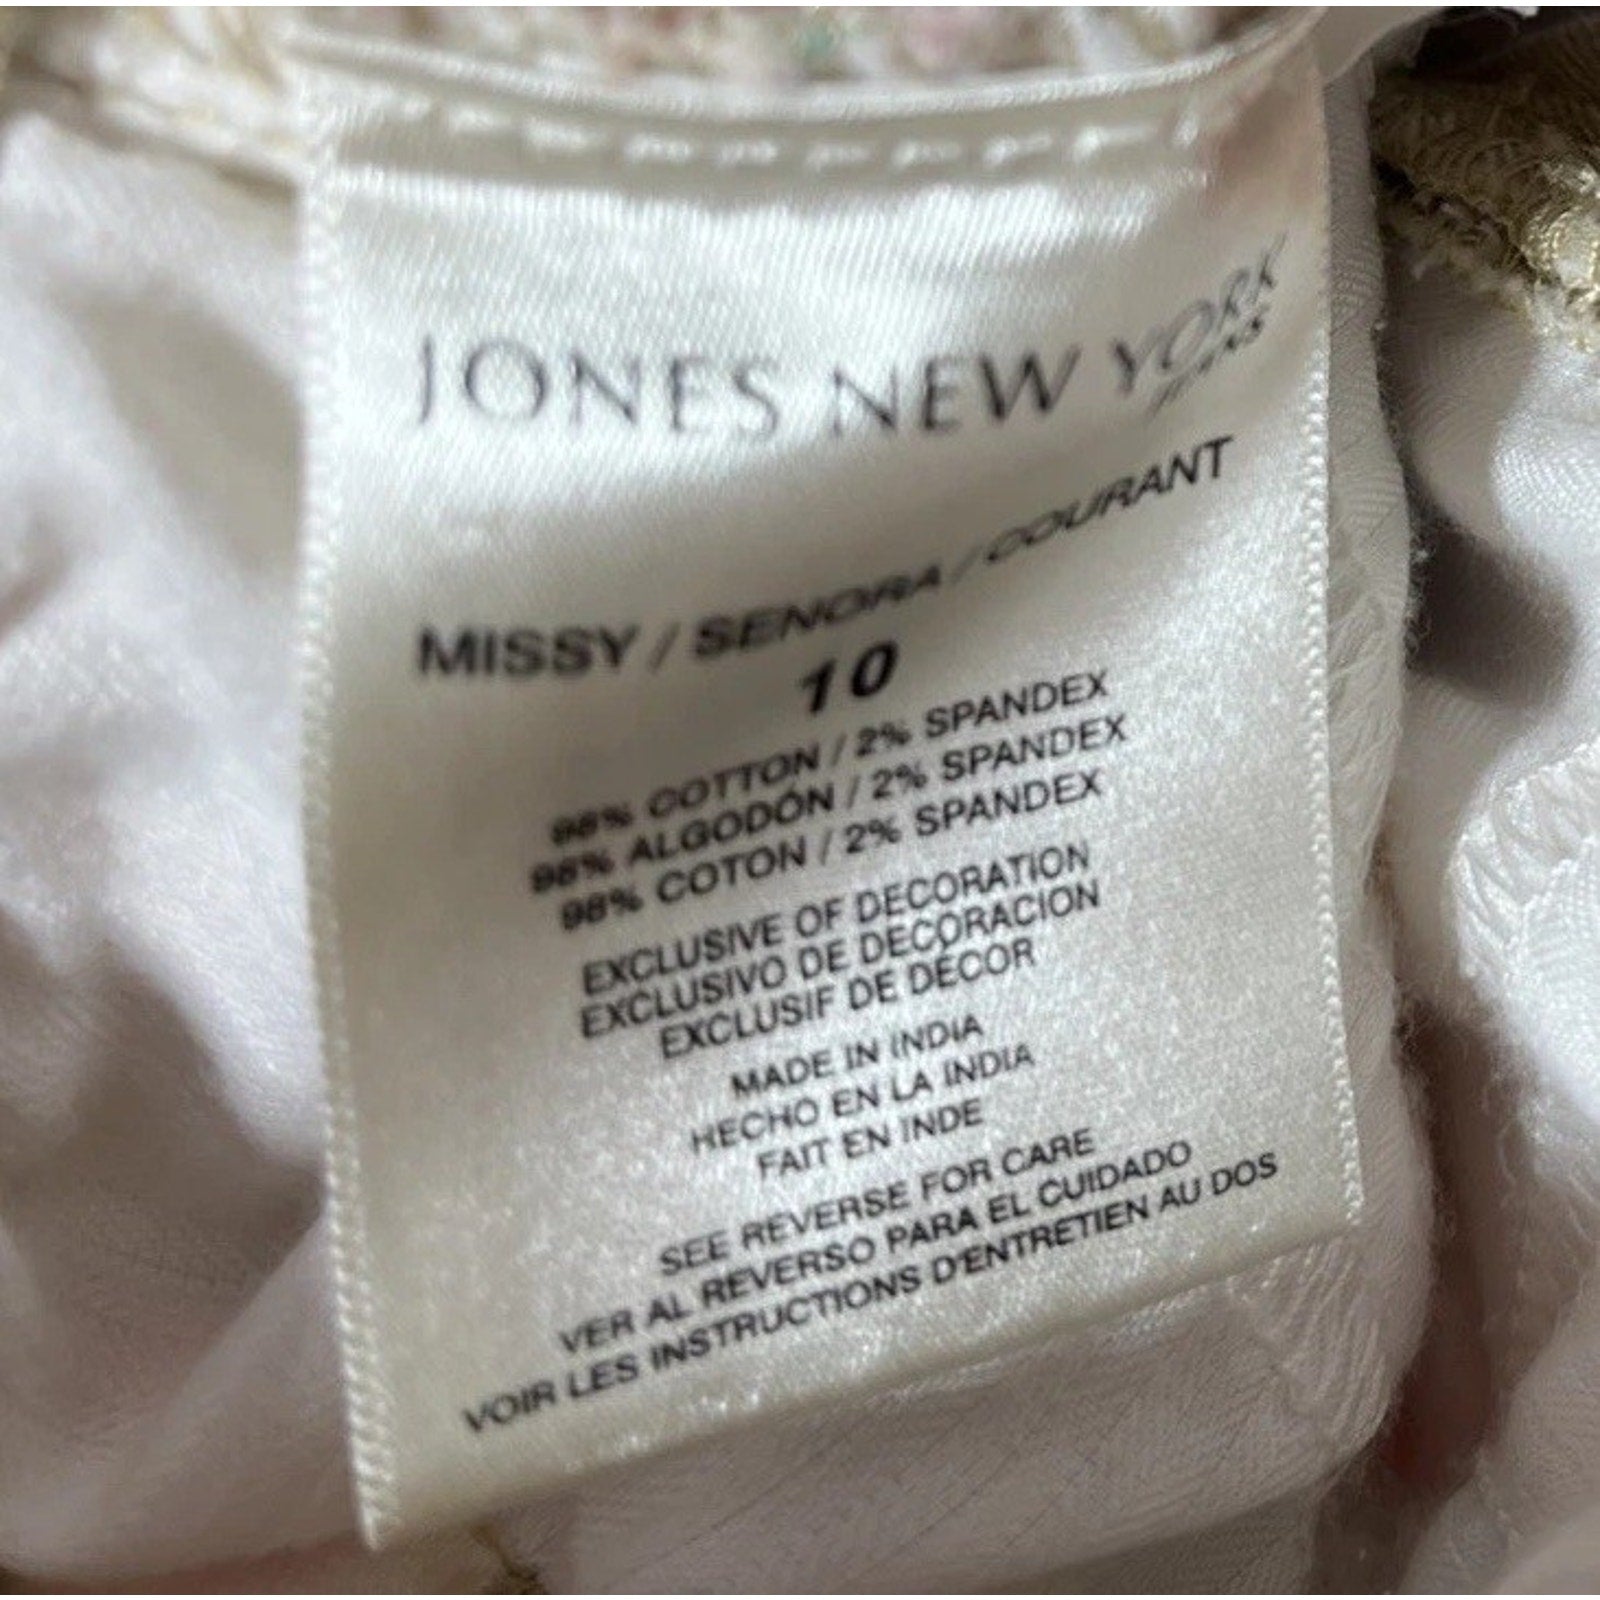 JONES NEW YORK
JEANS
MISSY / SENORA / COURANT
10
98% COTTON / 2% SPANDEX
98% ALGODÓN / 2% SPANDEX
98% COTON / 2% SPANDEX
EXCLUSIVE OF DECORATION
EXCLUSIVO DE DECORACION
EXCLUSIF DE DÉCOR
MADE IN INDIA
HECHO EN LA INDIA
FAIT EN INDE
SEE REVERSE FOR CARE
VER AL REVERSO PARA EL CUIDADO
VOIR LES INSTRUCTIONS D'ENTRETIEN AU DOS